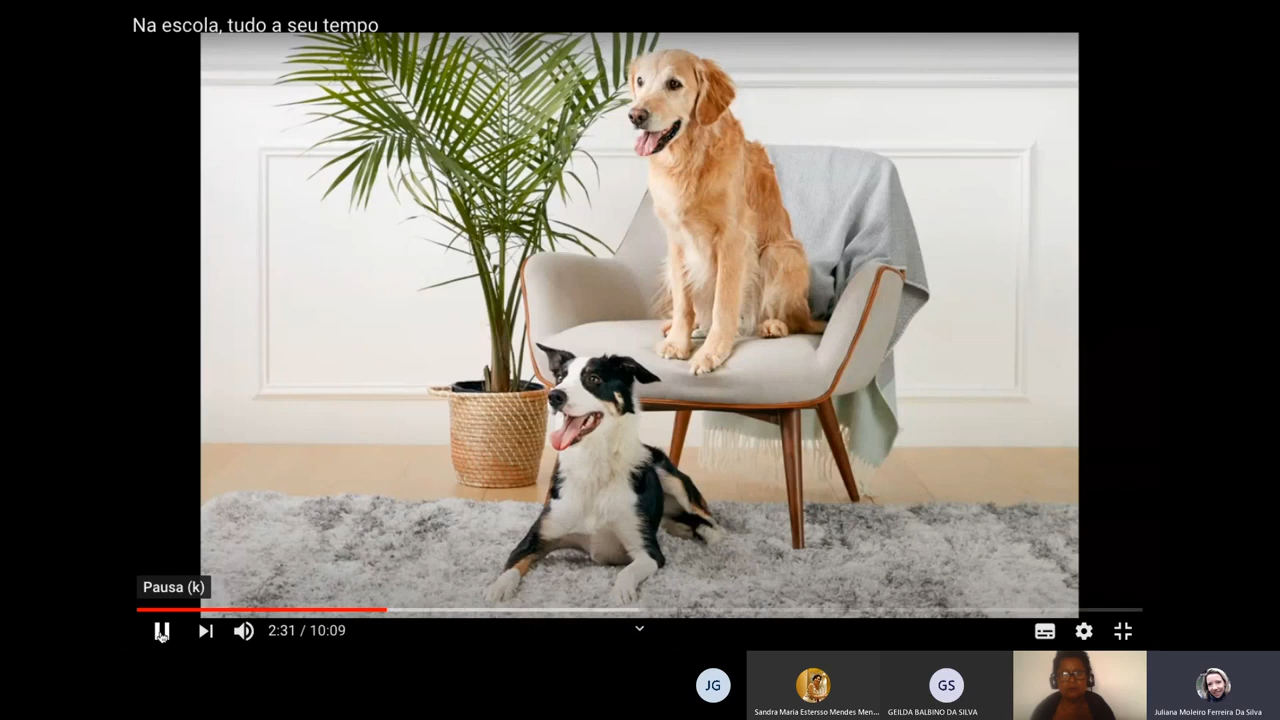 Na escola, tudo a seu tempo
Pausa (k)
2:31 / 10:09
JG
GS
Sandra Maria Estersso Mendes Men...
GEILDA BALBINO DA SILVA
Juliana Moleiro Ferreira Da Silva